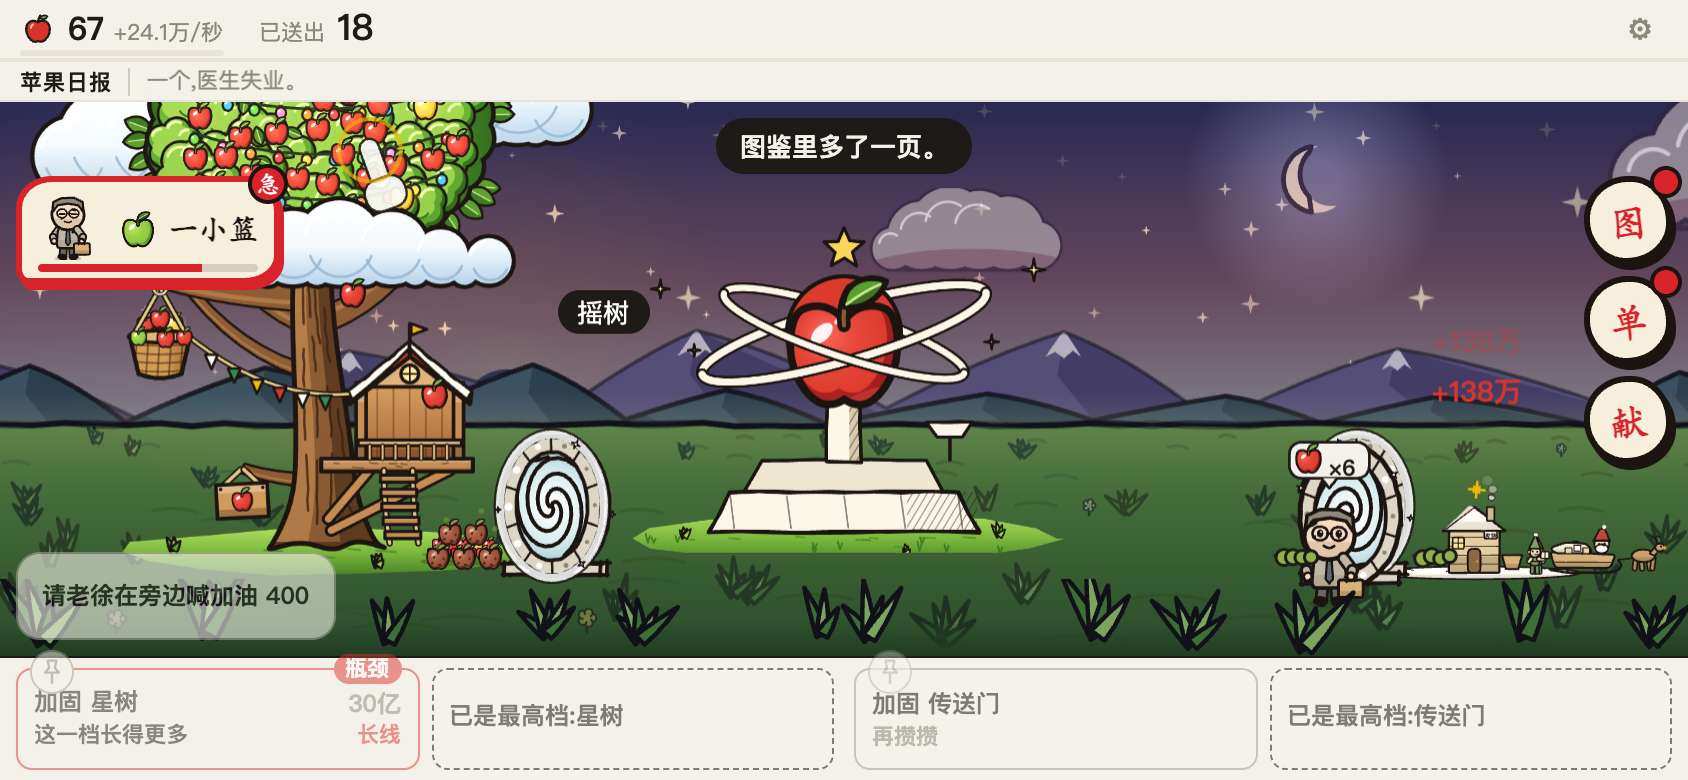 67 +24.1万/秒 已送出 18
苹果日报 一个,医生失业。
图鉴里多了一页。
急
一小篮
摇树
图
单
献
+138万
+138万
×6
请老徐在旁边喊加油 400
瓶颈
加固 星树 30亿
这一档长得更多 长线
已是最高档:星树
加固 传送门
再攒攒
已是最高档:传送门